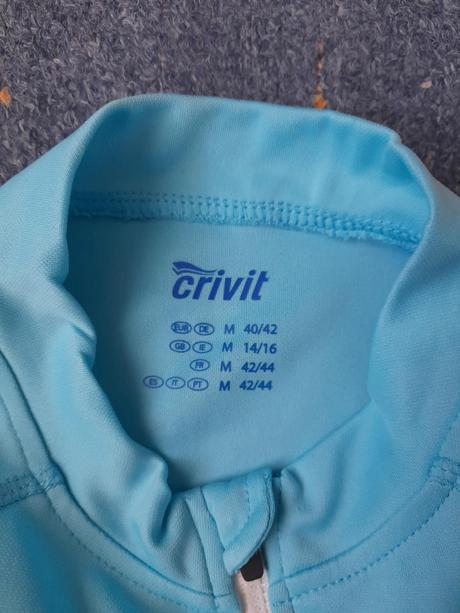 crivit
EUR DE M 40/42
GB IE M 14/16
FR M 42/44
ES IT PT M 42/44